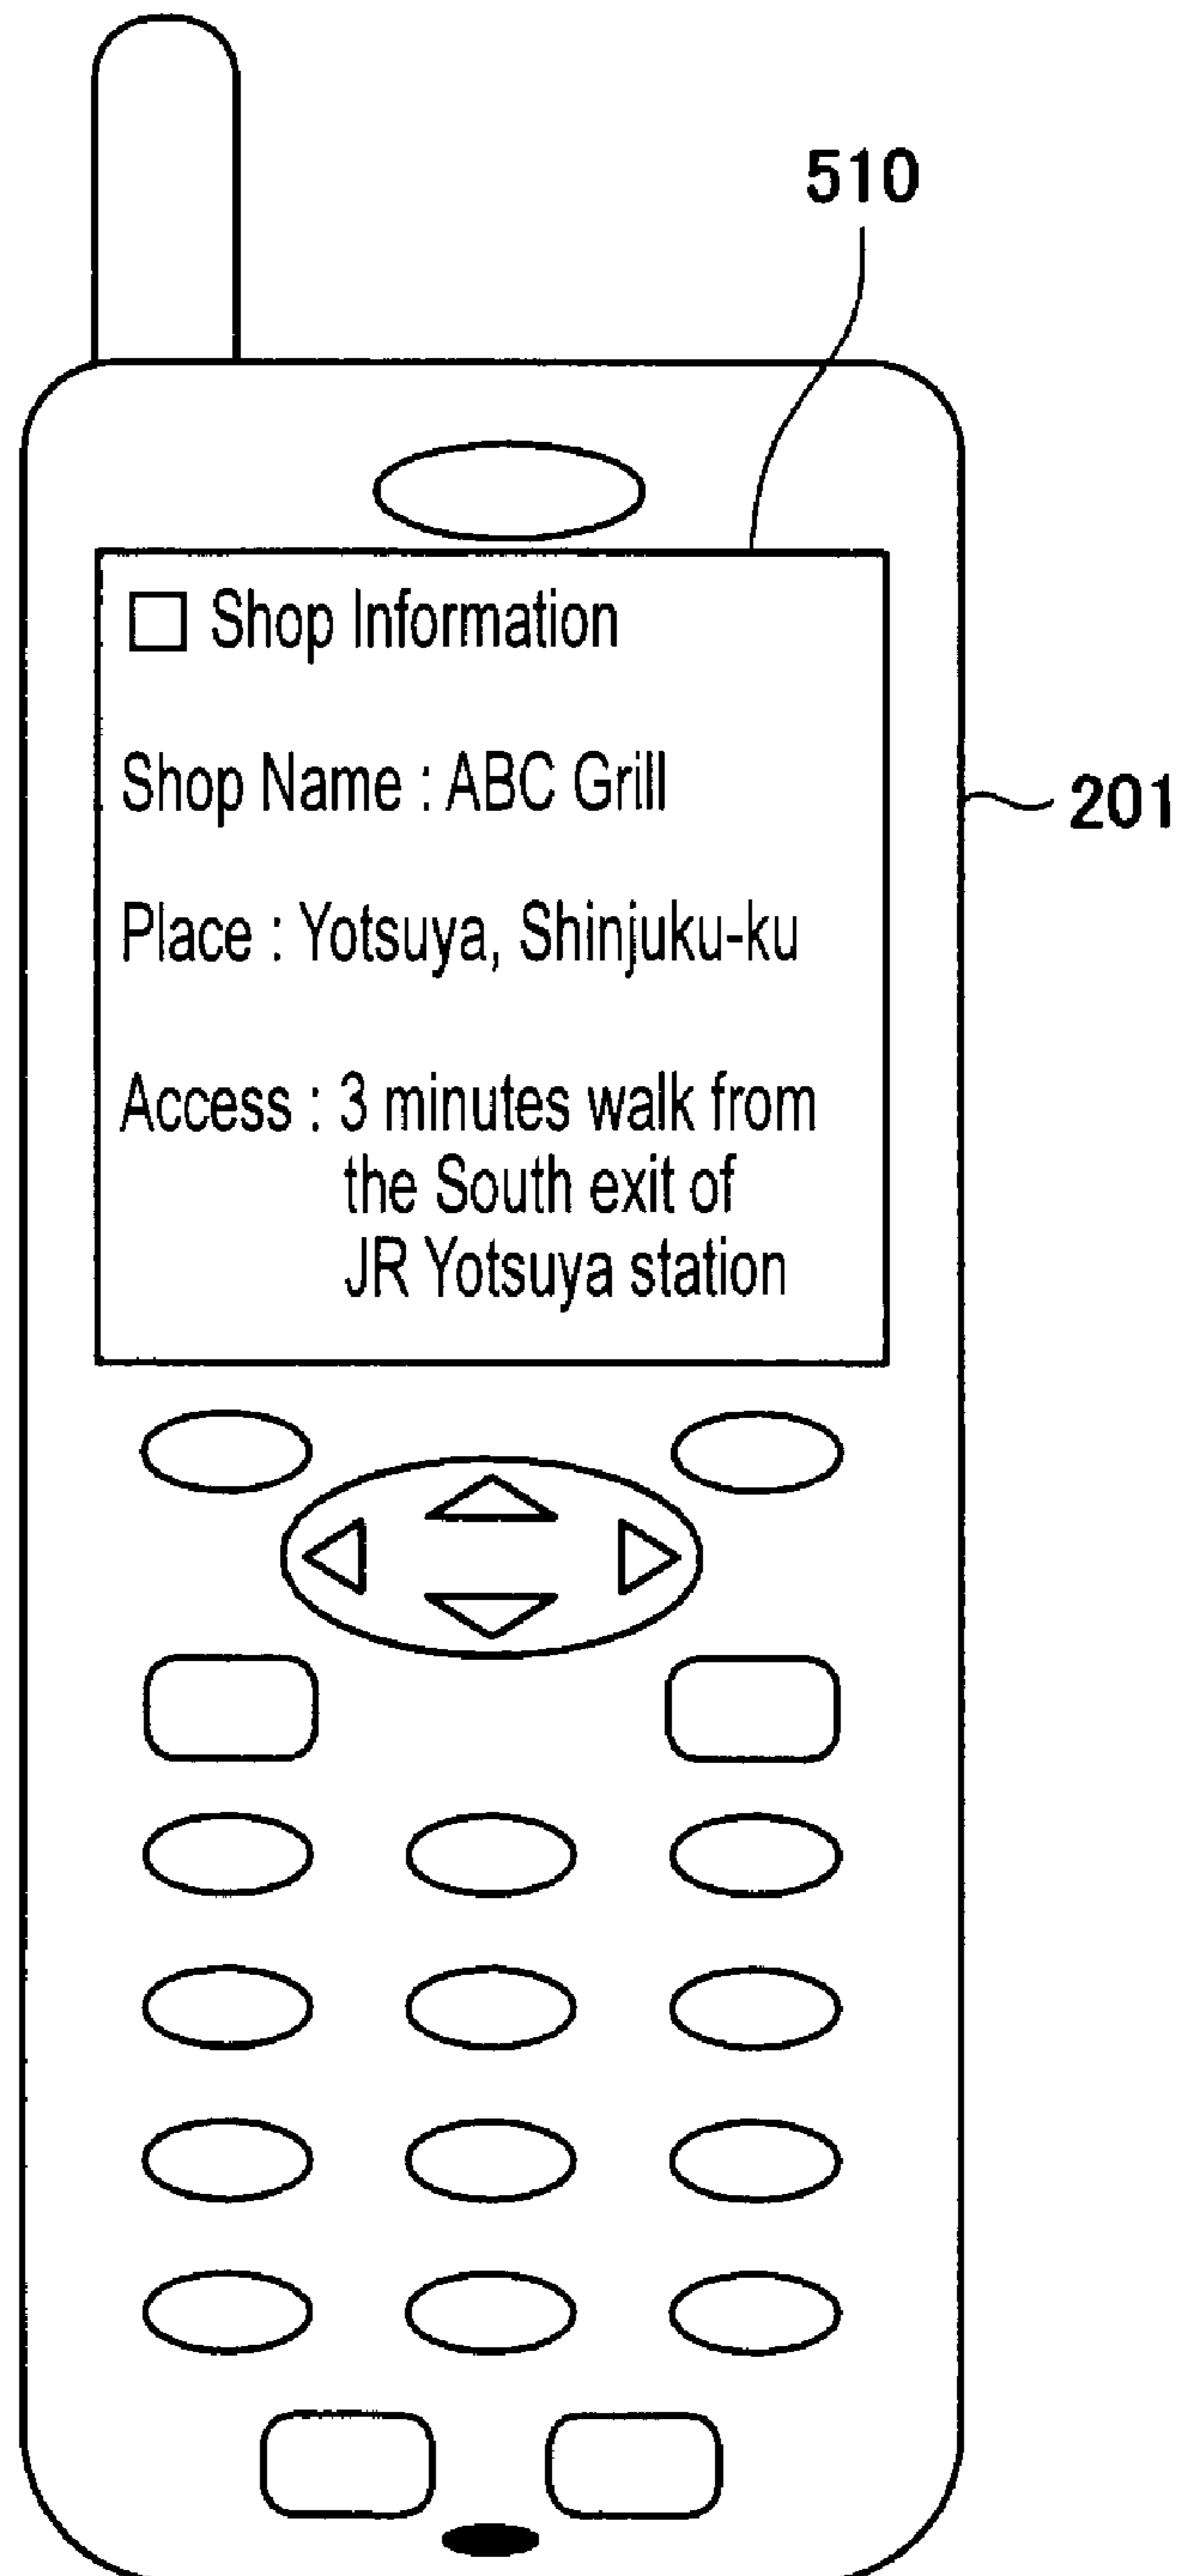 510
□ Shop Information
Shop Name : ABC Grill
201
Place : Yotsuya, Shinjuku-ku
Access : 3 minutes walk from
the South exit of
JR Yotsuya station